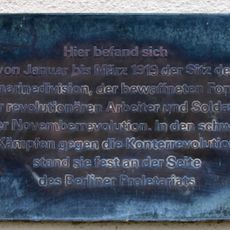 Hier befand sich
von Januar bis März 1919 der Sitz de
marinedivision, der bewaffneten For
r revolutionären Arbeiter und Solda
er Novemberrevolution. In den schw
Kämpfen gegen die Konterrevolution
stand sie fest an der Seite
des Berliner Proletariats